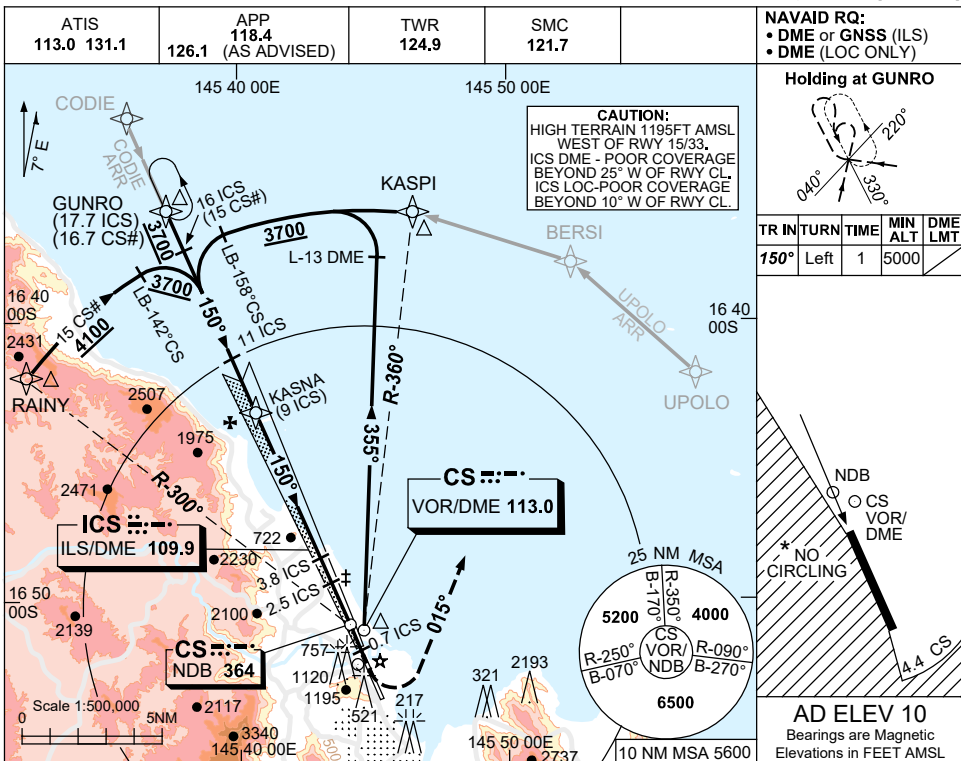 ATIS
113.0 131.1
APP
118.4
126.1 (AS ADVISED)
TWR
124.9
SMC
121.7
NAVAID RQ:
• DME or GNSS (ILS)
• DME (LOC ONLY)
145 40 00E
145 50 00E
Holding at GUNRO
220°
040°
330°
TR IN TURN TIME MIN ALT DME LMT
150° Left 1 5000
CAUTION:
HIGH TERRAIN 1195FT AMSL
WEST OF RWY 15/33.
ICS DME - POOR COVERAGE
BEYOND 25° W OF RWY CL.
ICS LOC-POOR COVERAGE
BEYOND 10° W OF RWY CL.
7° E
CODIE
CODIE
ARR
GUNRO
(17.7 ICS)
(16.7 CS#)
3700
16 ICS
(15 CS#)
KASPI
3700
L-13 DME
BERSI
UPOLO
ARR
UPOLO
3700
LB-158°CS
LB-142°CS
15 CS#
4100
150°
11 ICS
16 40
00S
16 40
00S
2431
RAINY
2507
KASNA
(9 ICS)
R-360°
355°
1975
R-300°
150°
2471
CS
VOR/DME 113.0
ICS
ILS/DME 109.9
722
2230
3.8 ICS
2.5 ICS
0.7 ICS
015°
16 50
00S
2139
2100
CS
NDB 364
757
1120
1195
521
217
321
2193
2117
3340
2737
500
Scale 1:500,000
0 5NM
145 40 00E
145 50 00E
25 NM MSA
R-350°
B-170°
5200
4000
CS
VOR/
NDB
R-250°
B-070°
R-090°
B-270°
6500
10 NM MSA 5600
NDB
CS
VOR/
DME
* NO
CIRCLING
4.4 CS
AD ELEV 10
Bearings are Magnetic
Elevations in FEET AMSL